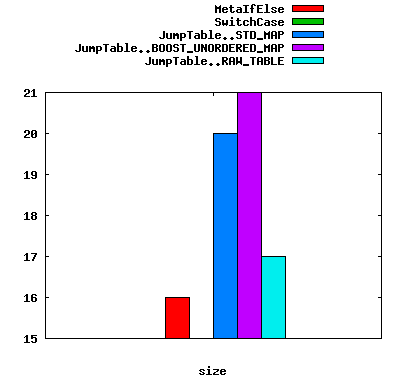 MetaIfElse
SwitchCase
JumpTable..STD_MAP
JumpTable..BOOST_UNORDERED_MAP
JumpTable..RAW_TABLE
21
20
19
18
17
16
15
size